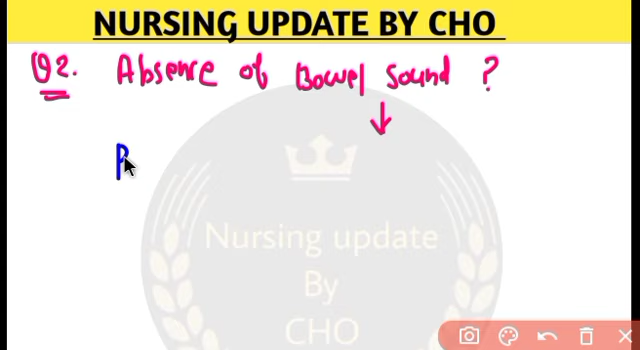 NURSING UPDATE BY CHO
Q2. Absence of Bowel Sound ?
P
Nursing update
By
CHO